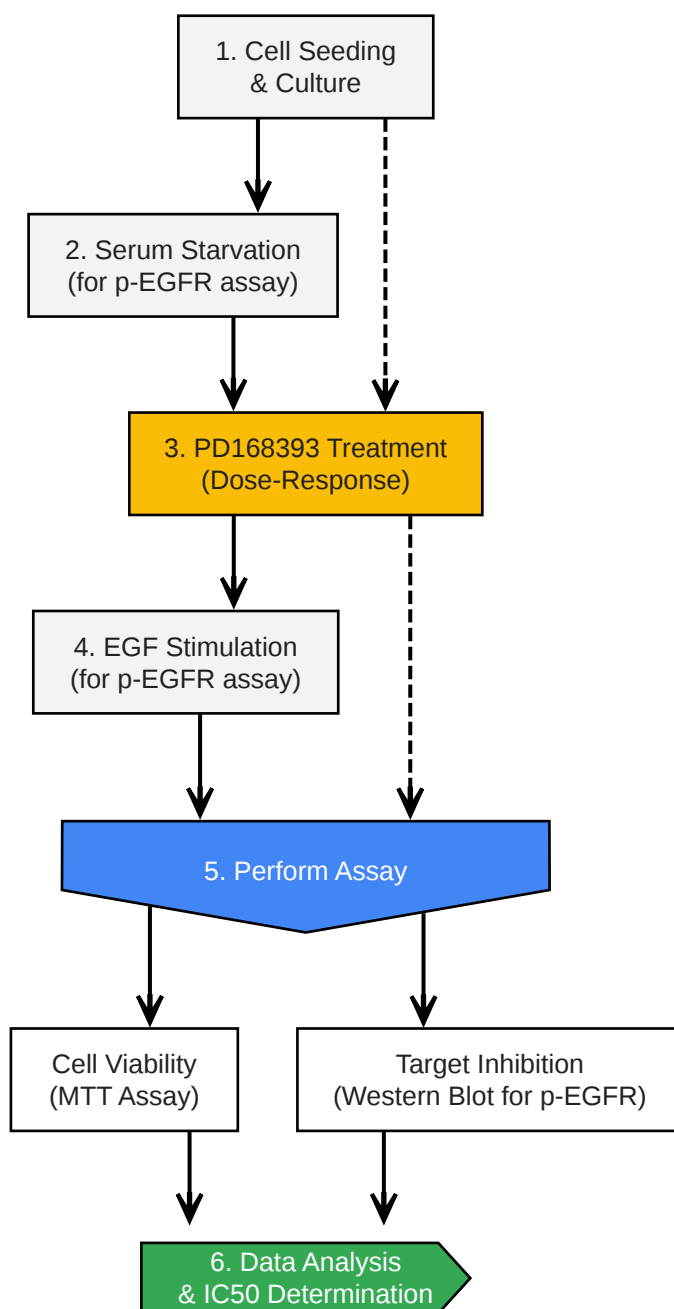 1. Cell Seeding
& Culture
2. Serum Starvation
(for p-EGFR assay)
3. PD168393 Treatment
(Dose-Response)
4. EGF Stimulation
(for p-EGFR assay)
5. Perform Assay
Cell Viability
(MTT Assay)
Target Inhibition
(Western Blot for p-EGFR)
6. Data Analysis
& IC50 Determination